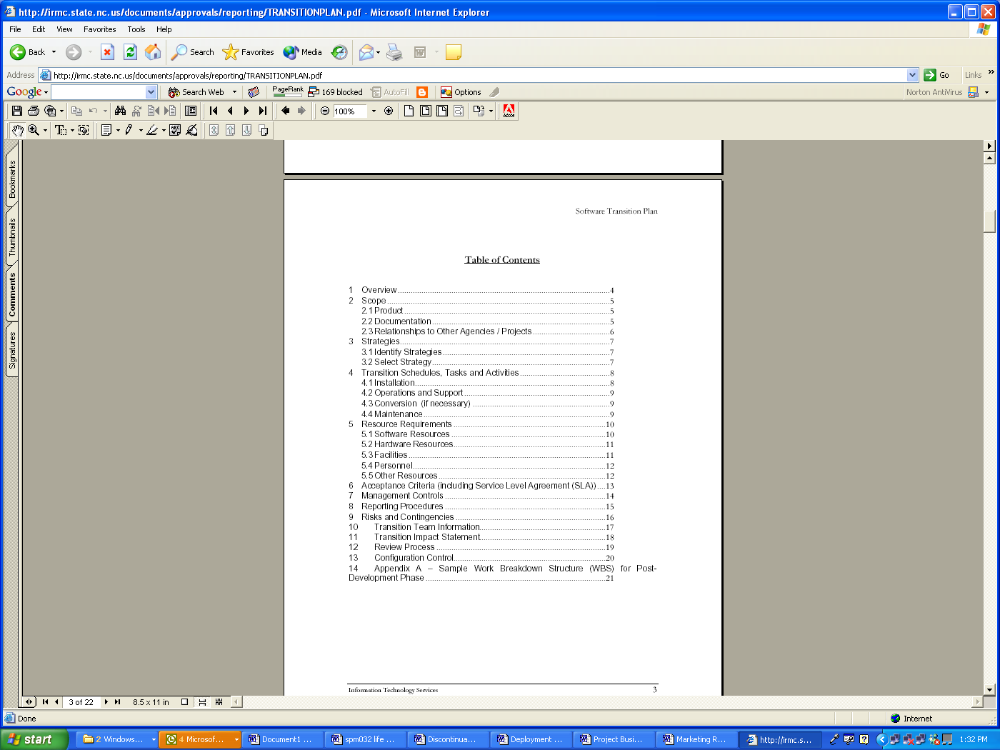 http://irmc.state.nc.us/documents/approvals/reporting/TRANSITIONPLAN.pdf - Microsoft Internet Explorer
File Edit View Favorites Tools Help
Back Search Favorites Media
Address http://irmc.state.nc.us/documents/approvals/reporting/TRANSITIONPLAN.pdf Go Links »
Google Search Web PageRank 169 blocked AutoFill Options Norton AntiVirus
100% Adobe
Bookmarks
Thumbnails
Comments
Signatures
Software Transition Plan
Table of Contents
1 Overview 4
2 Scope 5
2.1 Product 5
2.2 Documentation 5
2.3 Relationships to Other Agencies / Projects 6
3 Strategies 7
3.1 Identify Strategies 7
3.2 Select Strategy 7
4 Transition Schedules, Tasks and Activities 8
4.1 Installation 8
4.2 Operations and Support 9
4.3 Conversion (if necessary) 9
4.4 Maintenance 9
5 Resource Requirements 10
5.1 Software Resources 10
5.2 Hardware Resources 11
5.3 Facilities 11
5.4 Personnel 12
5.5 Other Resources 12
6 Acceptance Criteria (including Service Level Agreement (SLA)) 13
7 Management Controls 14
8 Reporting Procedures 15
9 Risks and Contingencies 16
10 Transition Team Information 17
11 Transition Impact Statement 18
12 Review Process 19
13 Configuration Control 20
14 Appendix A – Sample Work Breakdown Structure (WBS) for Post-
Development Phase 21
Information Technology Services 3
3 of 22 8.5 x 11 in
Done Internet
start 2 Windows... 4 Microsof... Document1 ... spm032 life ... Discontinua... Deployment ... Project Busi... Marketing R... http://irmc.s... 1:32 PM